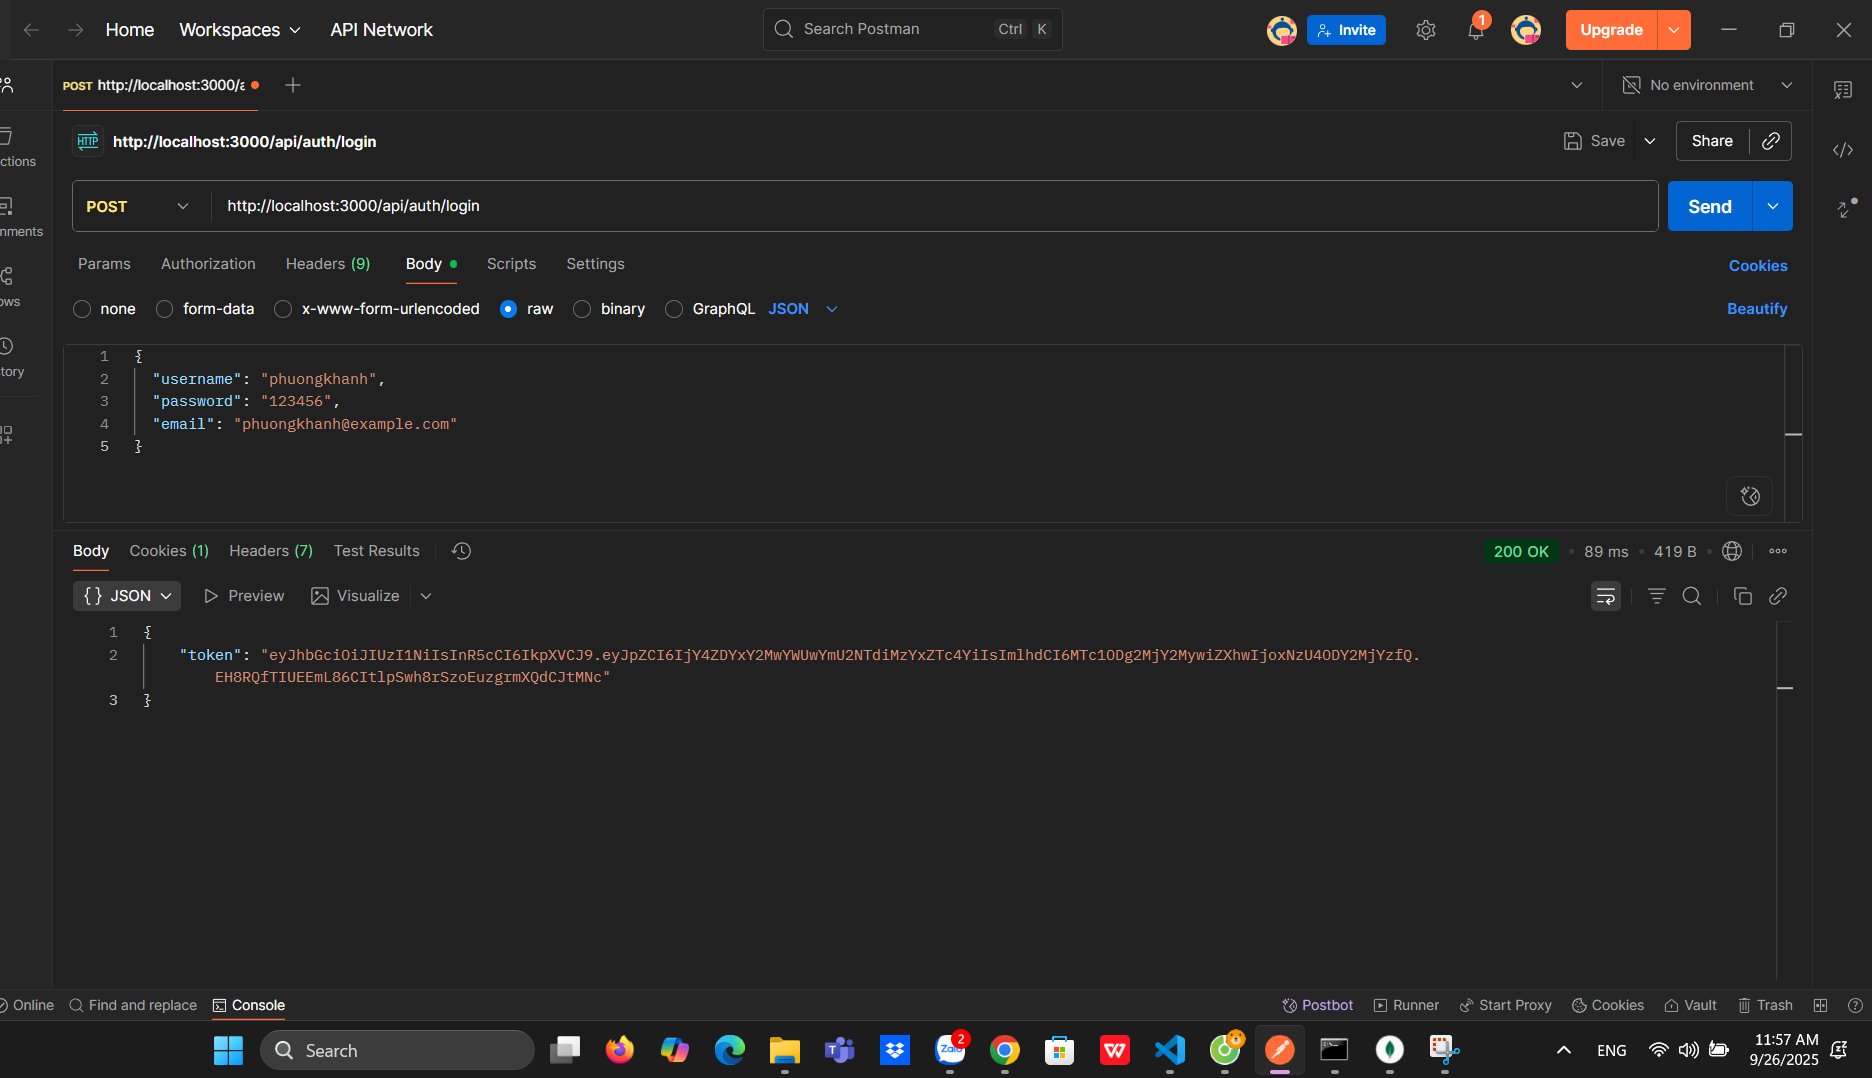 Home
Workspaces
API Network
Search Postman
Ctrl
K
Invite
1
Upgrade
POST http://localhost:3000/a
No environment
HTTP
http://localhost:3000/api/auth/login
Save
Share
ctions
POST
http://localhost:3000/api/auth/login
Send
nments
Params
Authorization
Headers (9)
Body
Scripts
Settings
Cookies
ows
none
form-data
x-www-form-urlencoded
raw
binary
GraphQL
JSON
Beautify
tory
1 {
2 "username": "phuongkhanh",
3 "password": "123456",
4 "email": "phuongkhanh@example.com"
5 }
Body
Cookies (1)
Headers (7)
Test Results
200 OK
89 ms
419 B
{} JSON
Preview
Visualize
1 {
2 "token": "eyJhbGciOiJIUzI1NiIsInR5cCI6IkpXVCJ9.eyJpZCI6IjY4ZDYxY2MwYWUwYmU2NTdiMzYxZTc4YiIsImlhdCI6MTc1ODg2MjY2MywiZXhwIjoxNzU4ODY2MjYzfQ.
EH8RQfTIUEEmL86CItlpSwh8rSzoEuzgrmXQdCJtMNc"
3 }
Online
Find and replace
Console
Postbot
Runner
Start Proxy
Cookies
Vault
Trash
Search
Zalo
2
ENG
11:57 AM
9/26/2025